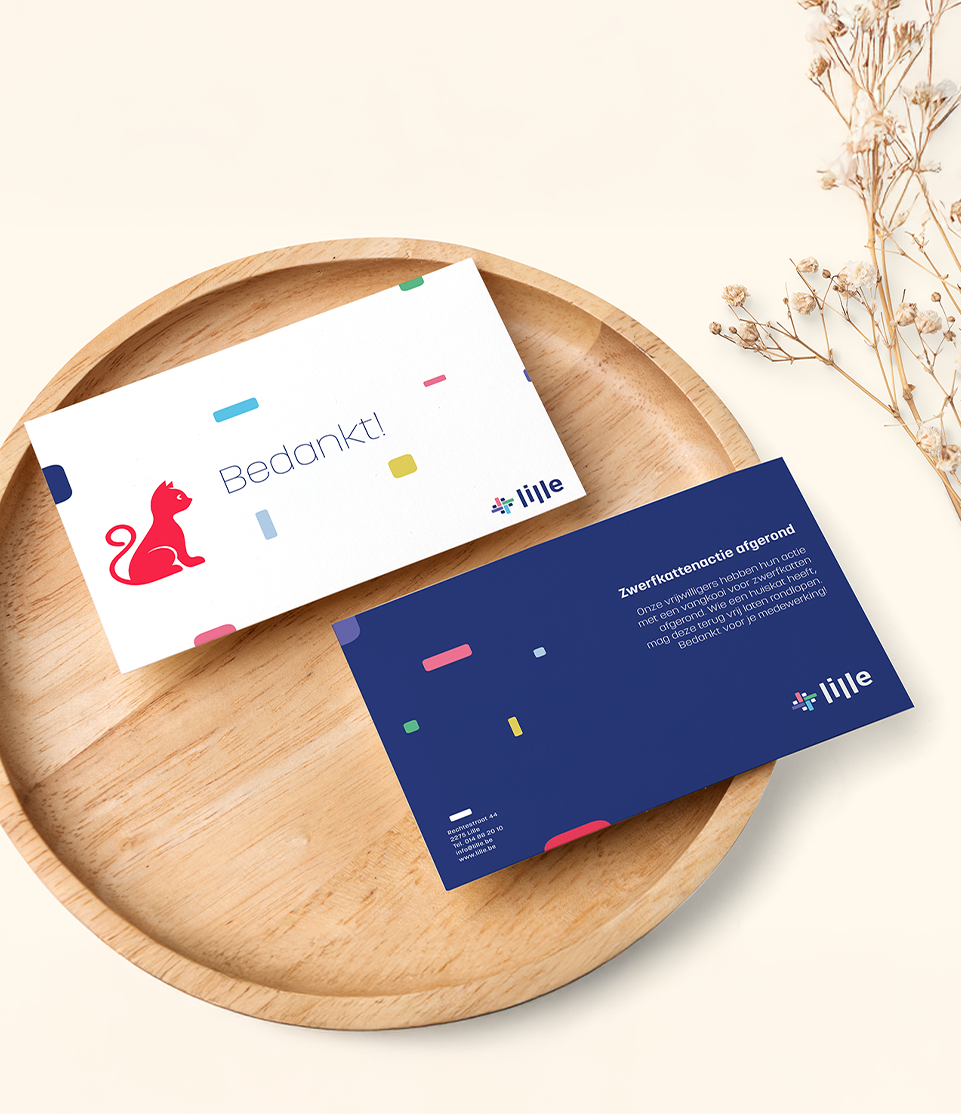 Bedankt!
lille
Zwerfkattenactie afgerond
Onze vrijwilligers hebben hun actie
met een vangkooi voor zwerfkatten
afgerond. Wie een huiskat heeft,
mag deze terug vrij laten rondlopen.
Bedankt voor je medewerking!
lille
Rechtestraat 44
2275 Lille
Tel. 014 88 20 10
info@lille.be
www.lille.be